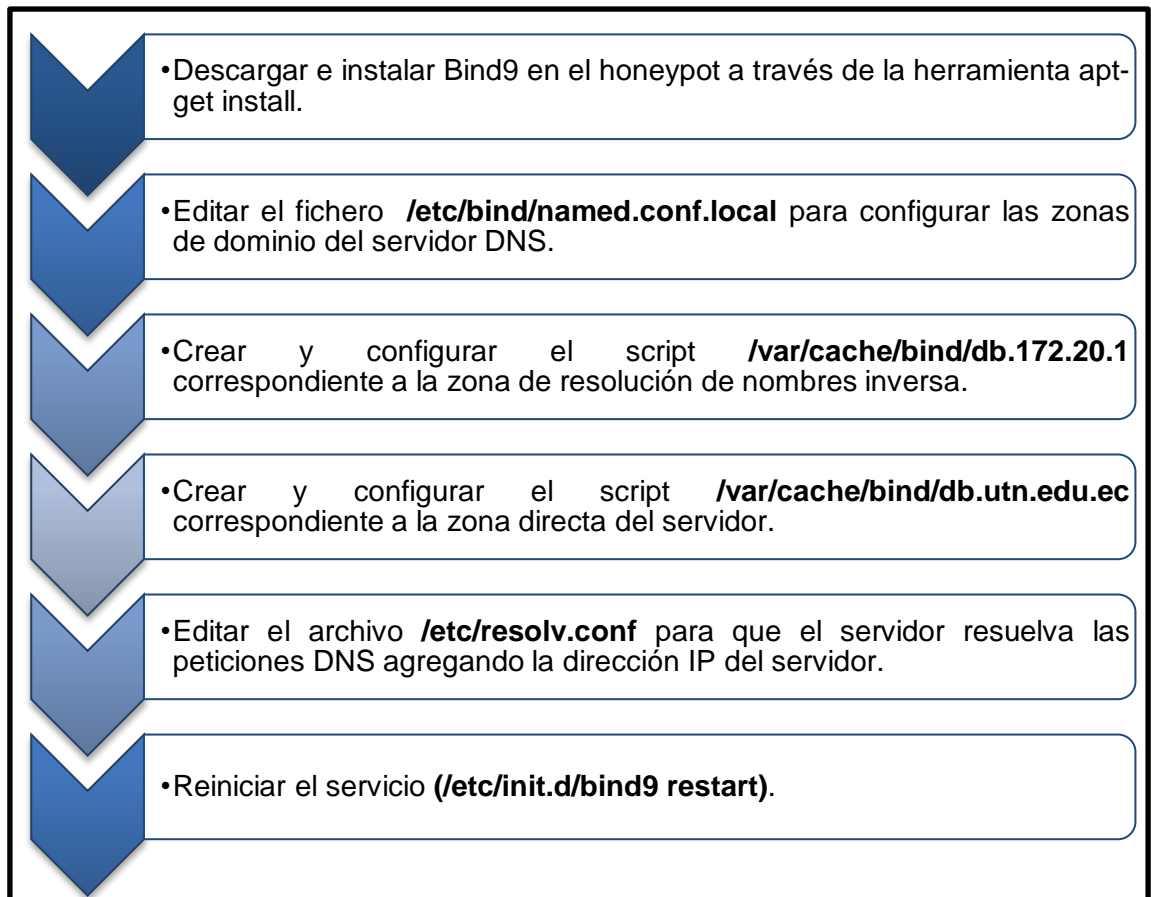 •Descargar e instalar Bind9 en el honeypot a través de la herramienta apt-
get install.
•Editar el fichero /etc/bind/named.conf.local para configurar las zonas
de dominio del servidor DNS.
•Crear y configurar el script /var/cache/bind/db.172.20.1
correspondiente a la zona de resolución de nombres inversa.
•Crear y configurar el script /var/cache/bind/db.utn.edu.ec
correspondiente a la zona directa del servidor.
•Editar el archivo /etc/resolv.conf para que el servidor resuelva las
peticiones DNS agregando la dirección IP del servidor.
•Reiniciar el servicio (/etc/init.d/bind9 restart).